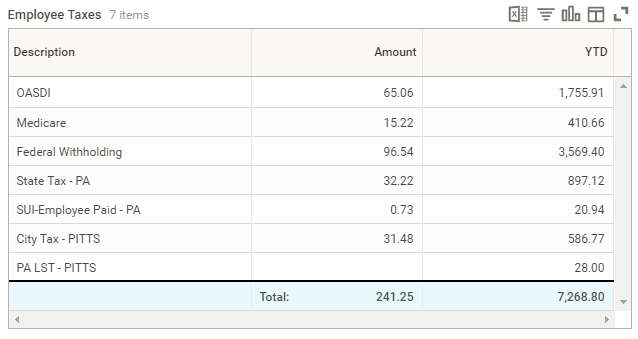 Employee Taxes 7 items
Description Amount YTD
OASDI 65.06 1,755.91
Medicare 15.22 410.66
Federal Withholding 96.54 3,569.40
State Tax - PA 32.22 897.12
SUI-Employee Paid - PA 0.73 20.94
City Tax - PITTS 31.48 586.77
PA LST - PITTS 28.00
Total: 241.25 7,268.80